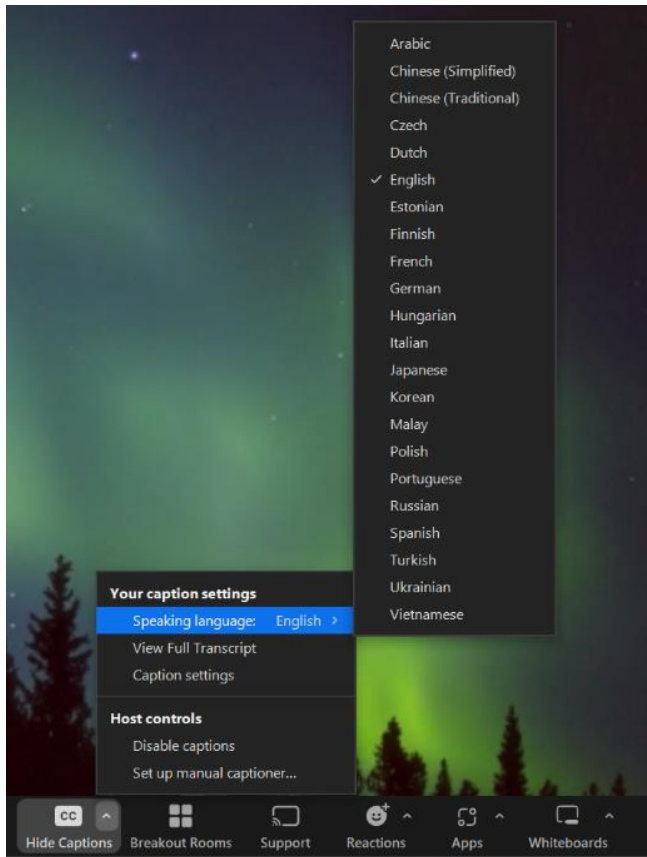 Arabic
Chinese (Simplified)
Chinese (Traditional)
Czech
Dutch
English
Estonian
Finnish
French
German
Hungarian
Italian
Japanese
Korean
Malay
Polish
Portuguese
Russian
Spanish
Turkish
Ukrainian
Vietnamese
Your caption settings
Speaking language: English
View Full Transcript
Caption settings
Host controls
Disable captions
Set up manual captioner...
CC
Hide Captions Breakout Rooms Support Reactions Apps Whiteboards